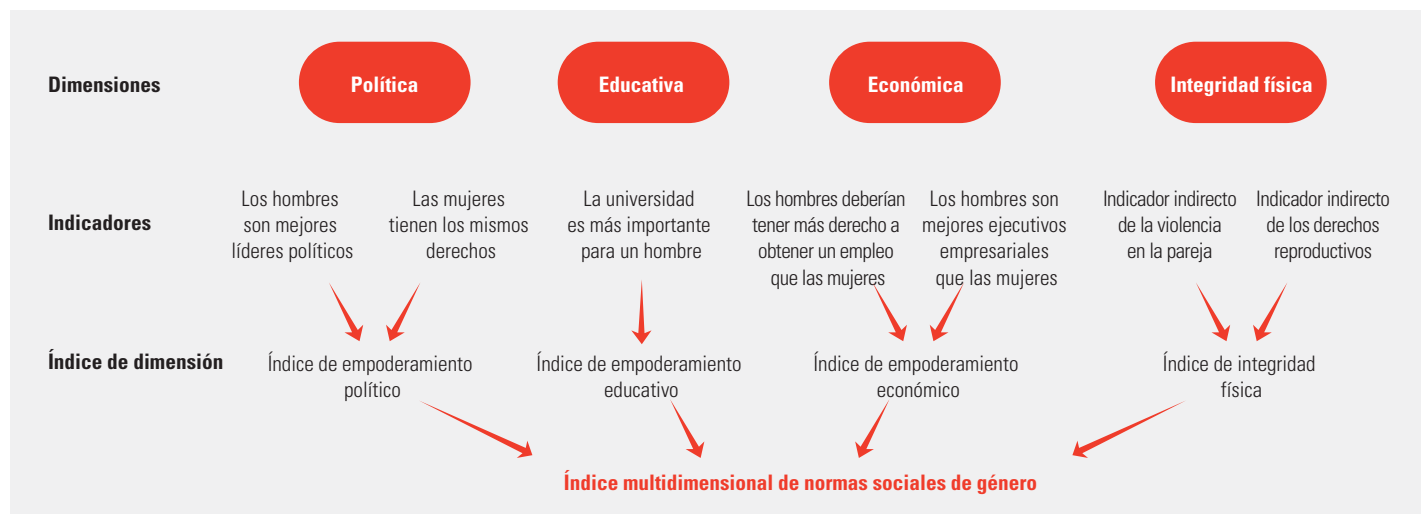 Dimensiones
Política
Educativa
Económica
Integridad física
Indicadores
Los hombres
son mejores
líderes políticos
Las mujeres
tienen los mismos
derechos
La universidad
es más importante
para un hombre
Los hombres deberían
tener más derecho a
obtener un empleo
que las mujeres
Los hombres son
mejores ejecutivos
empresariales
que las mujeres
Indicador indirecto
de la violencia
en la pareja
Indicador indirecto
de los derechos
reproductivos
Índice de dimensión
Índice de empoderamiento
político
Índice de empoderamiento
educativo
Índice de empoderamiento
económico
Índice de integridad
física
Índice multidimensional de normas sociales de género